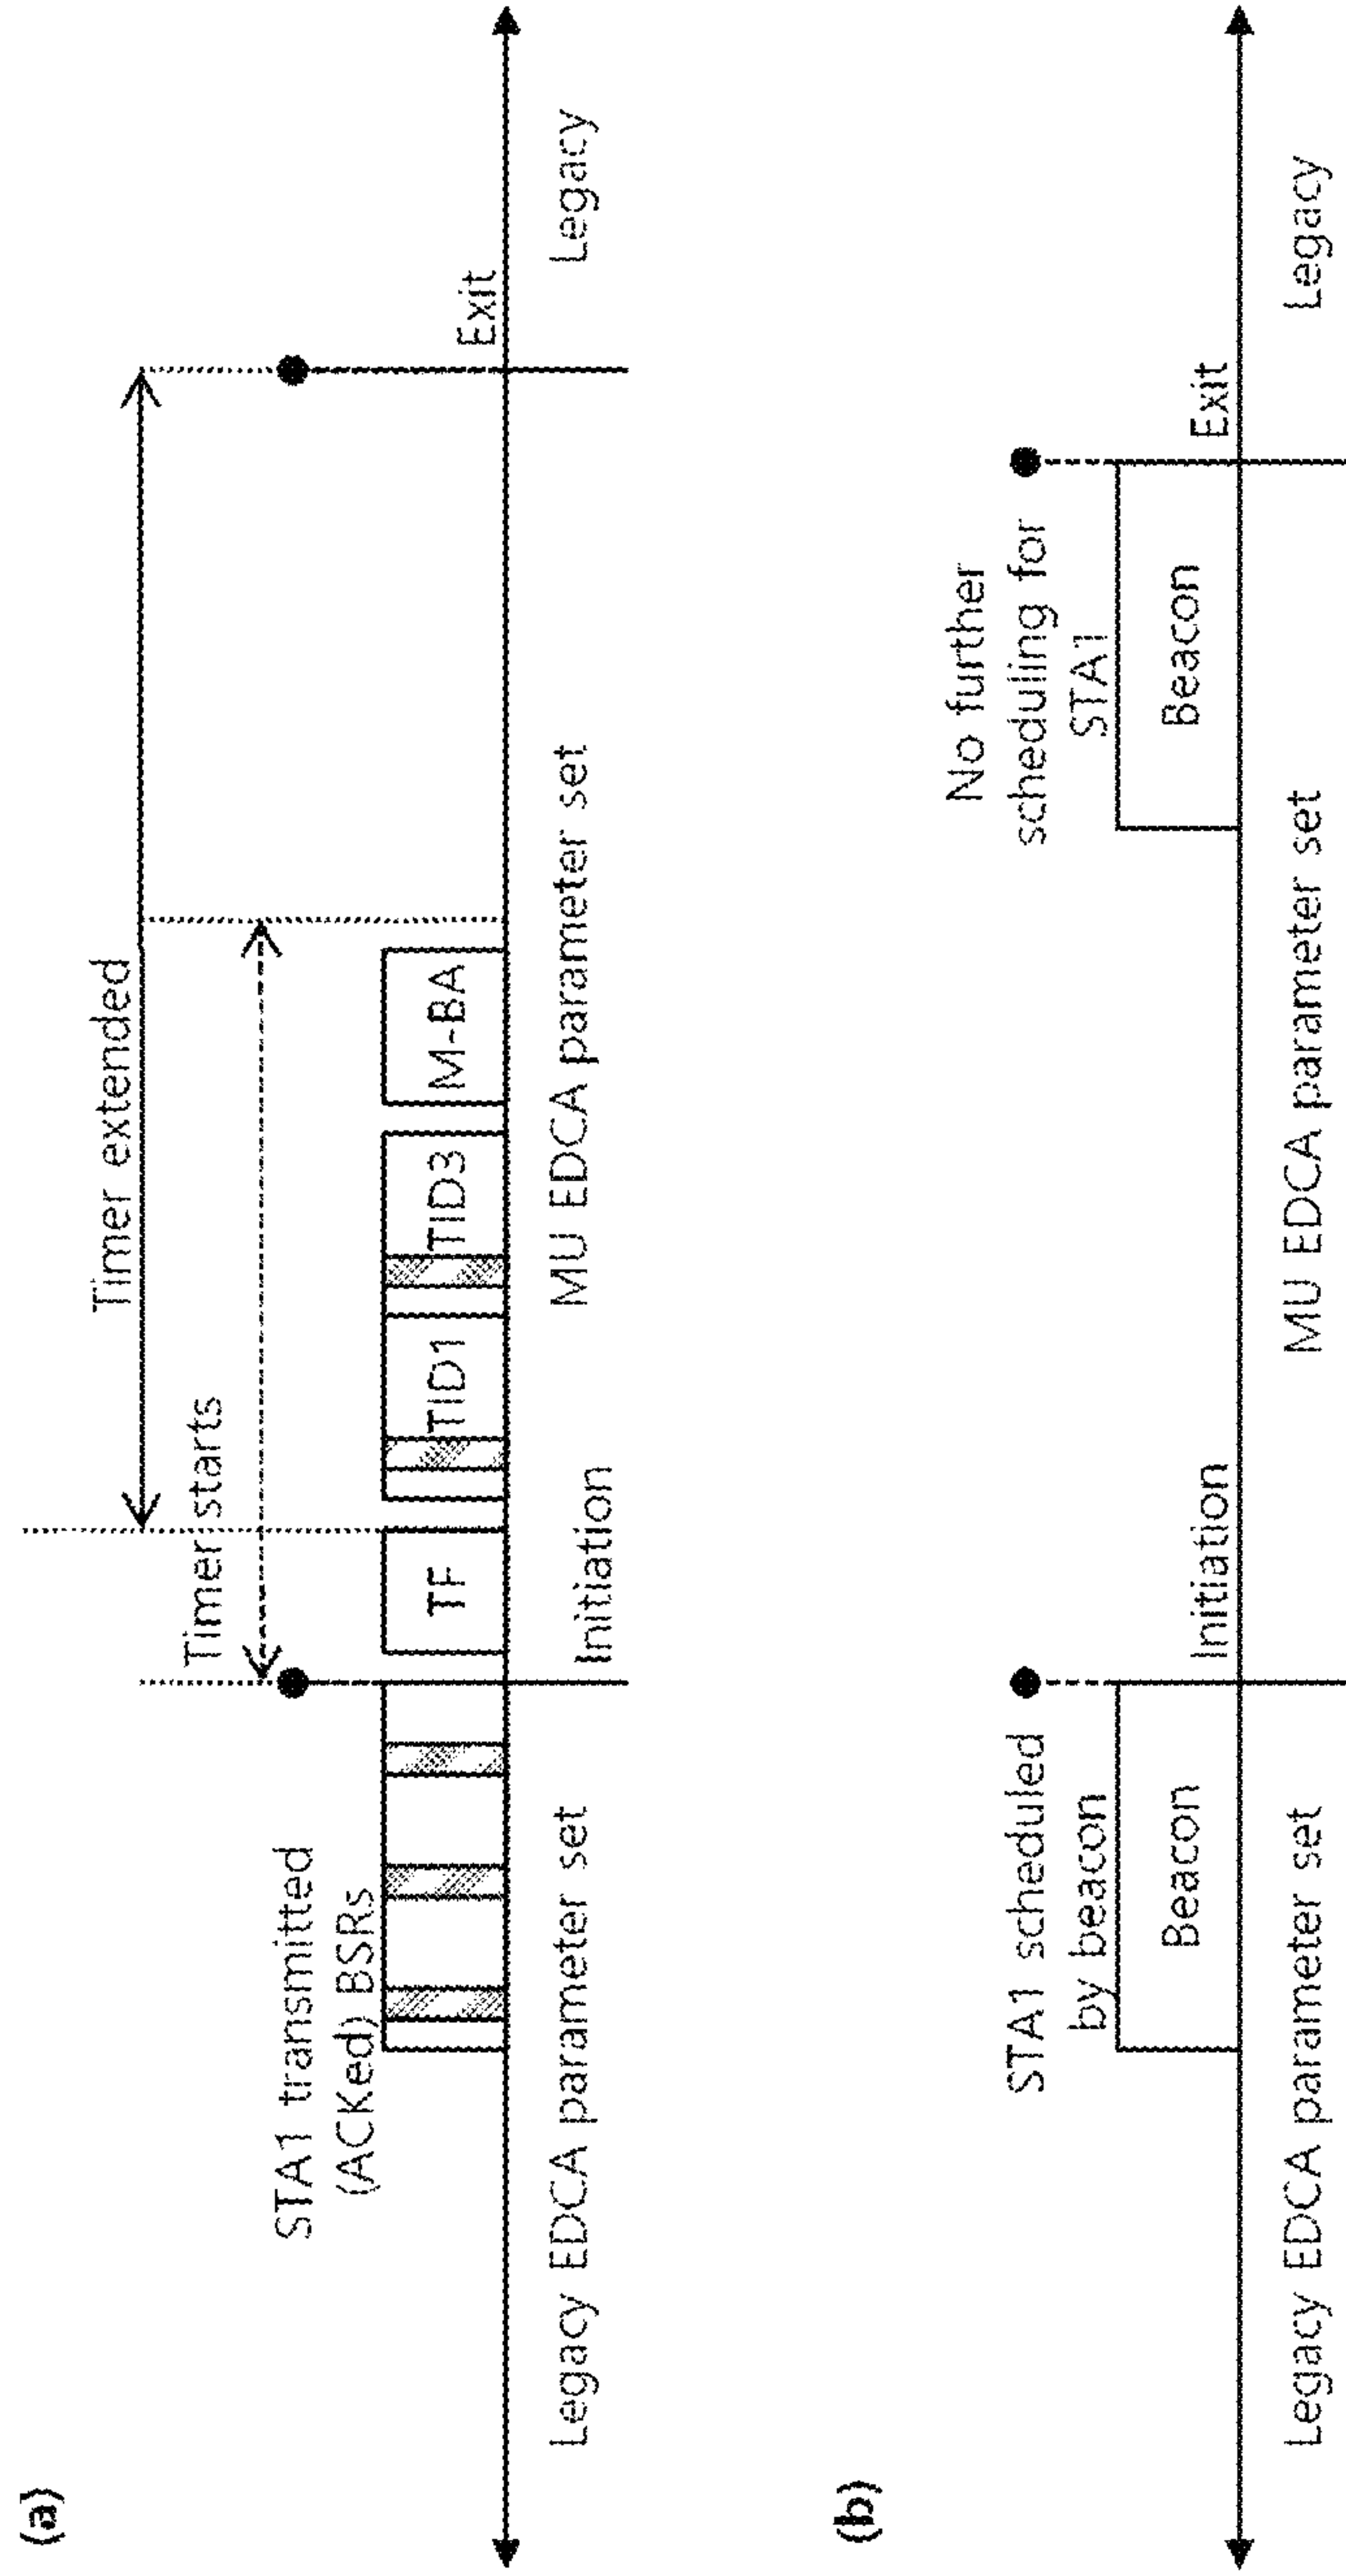 (a)
Timer extended
Timer starts
STA1 transmitted
(ACKed) BSRs
TF
TID1
TID3
M-BA
Exit
Legacy EDCA parameter set
Initiation
MU EDCA parameter set
Legacy
(b)
STA1 scheduled
by beacon
Beacon
Initiation
No further
scheduling for
STA1
Beacon
Exit
Legacy EDCA parameter set
MU EDCA parameter set
Legacy